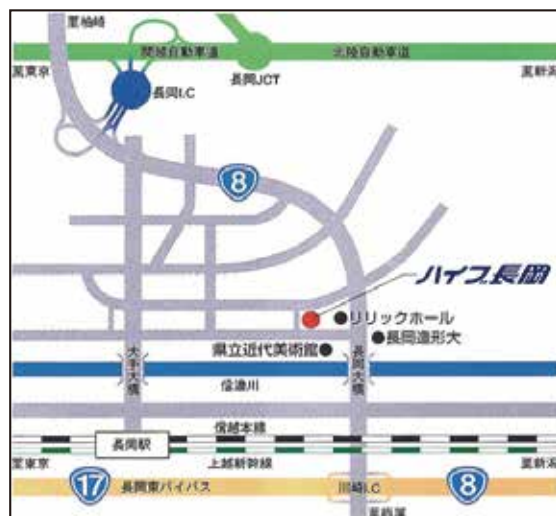 至柏崎
関越自動車道
北陸自動車道
至東京
長岡JCT
至新潟
長岡I.C
8
ハイブ長岡
リリックホール
長岡造形大
県立近代美術館
大手大橋
長岡大橋
信濃川
信越本線
長岡駅
至東京
上越新幹線
至新潟
17
長岡東バイパス
川崎I.C
8
至栃尾